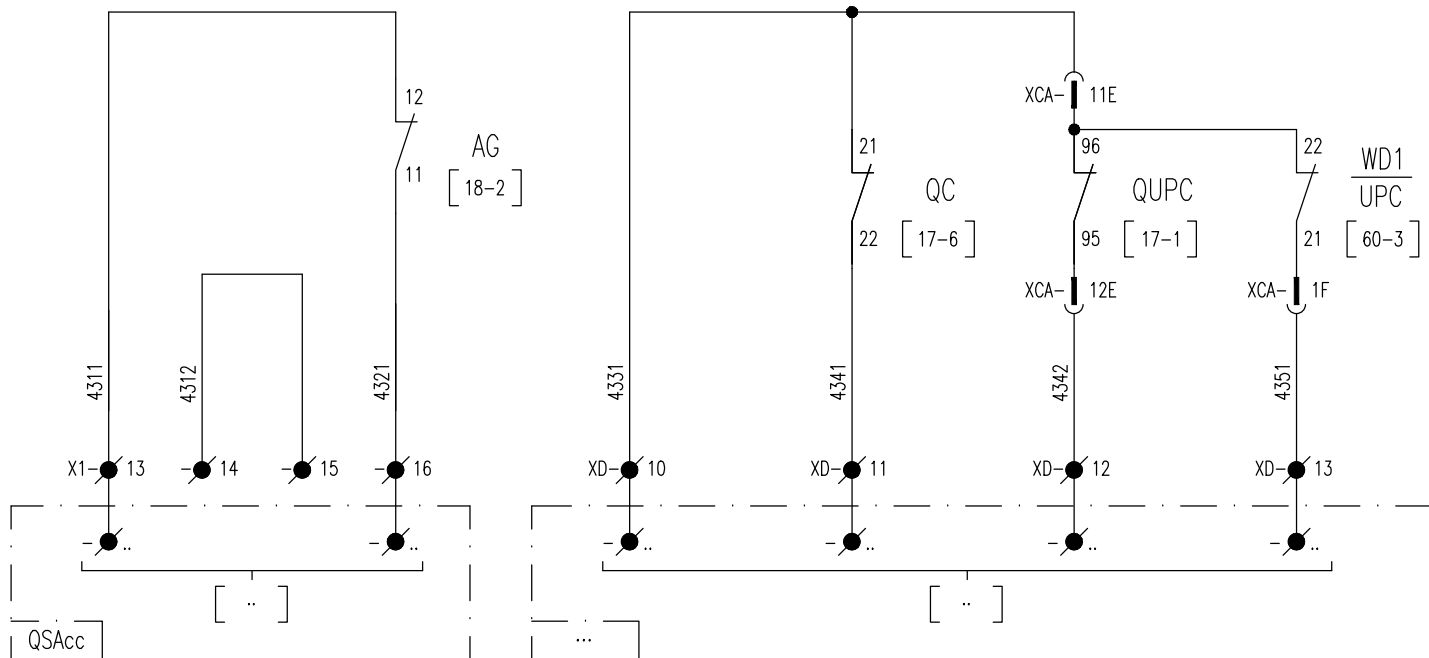 XCA- 11E
12
21 96 22
AG QC QUPC WD1
UPC
11
[18-2] [17-6] [17-1] [60-3]
22 95 21
XCA- 12E XCA- 1F
4311 4312 4321 4331 4341 4342 4351
X1- 13 - 14 - 15 - 16 XD- 10 XD- 11 XD- 12 XD- 13
- .. - .. - .. - .. - .. - ..
[ .. ] [ .. ]
QSAcc ...